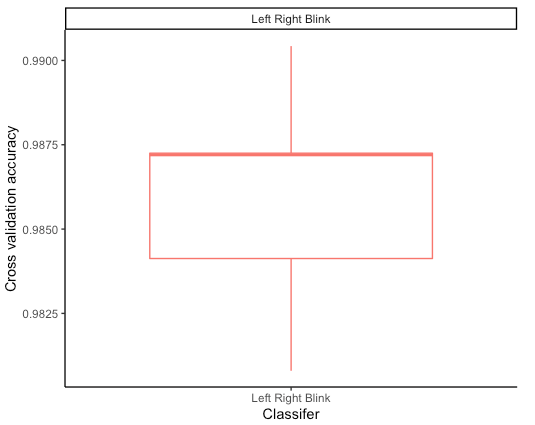 Left Right Blink
0.9900
0.9875
0.9850
0.9825
Cross validation accuracy
Left Right Blink
Classifer